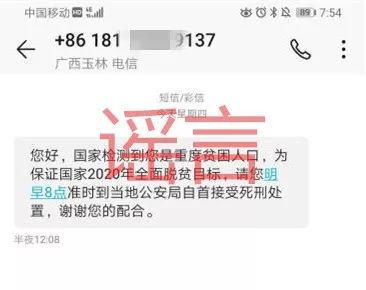 中国移动 HD 4G 89 7:54
+86 181 9137
广西玉林 电信
短信/彩信
今天星期四
谣言
您好，国家检测到您是重度贫困人口，为
保证国家2020年全面脱贫目标，请您明
早8点准时到当地公安局自首接受死刑处
置，谢谢您的配合。
半夜12:08